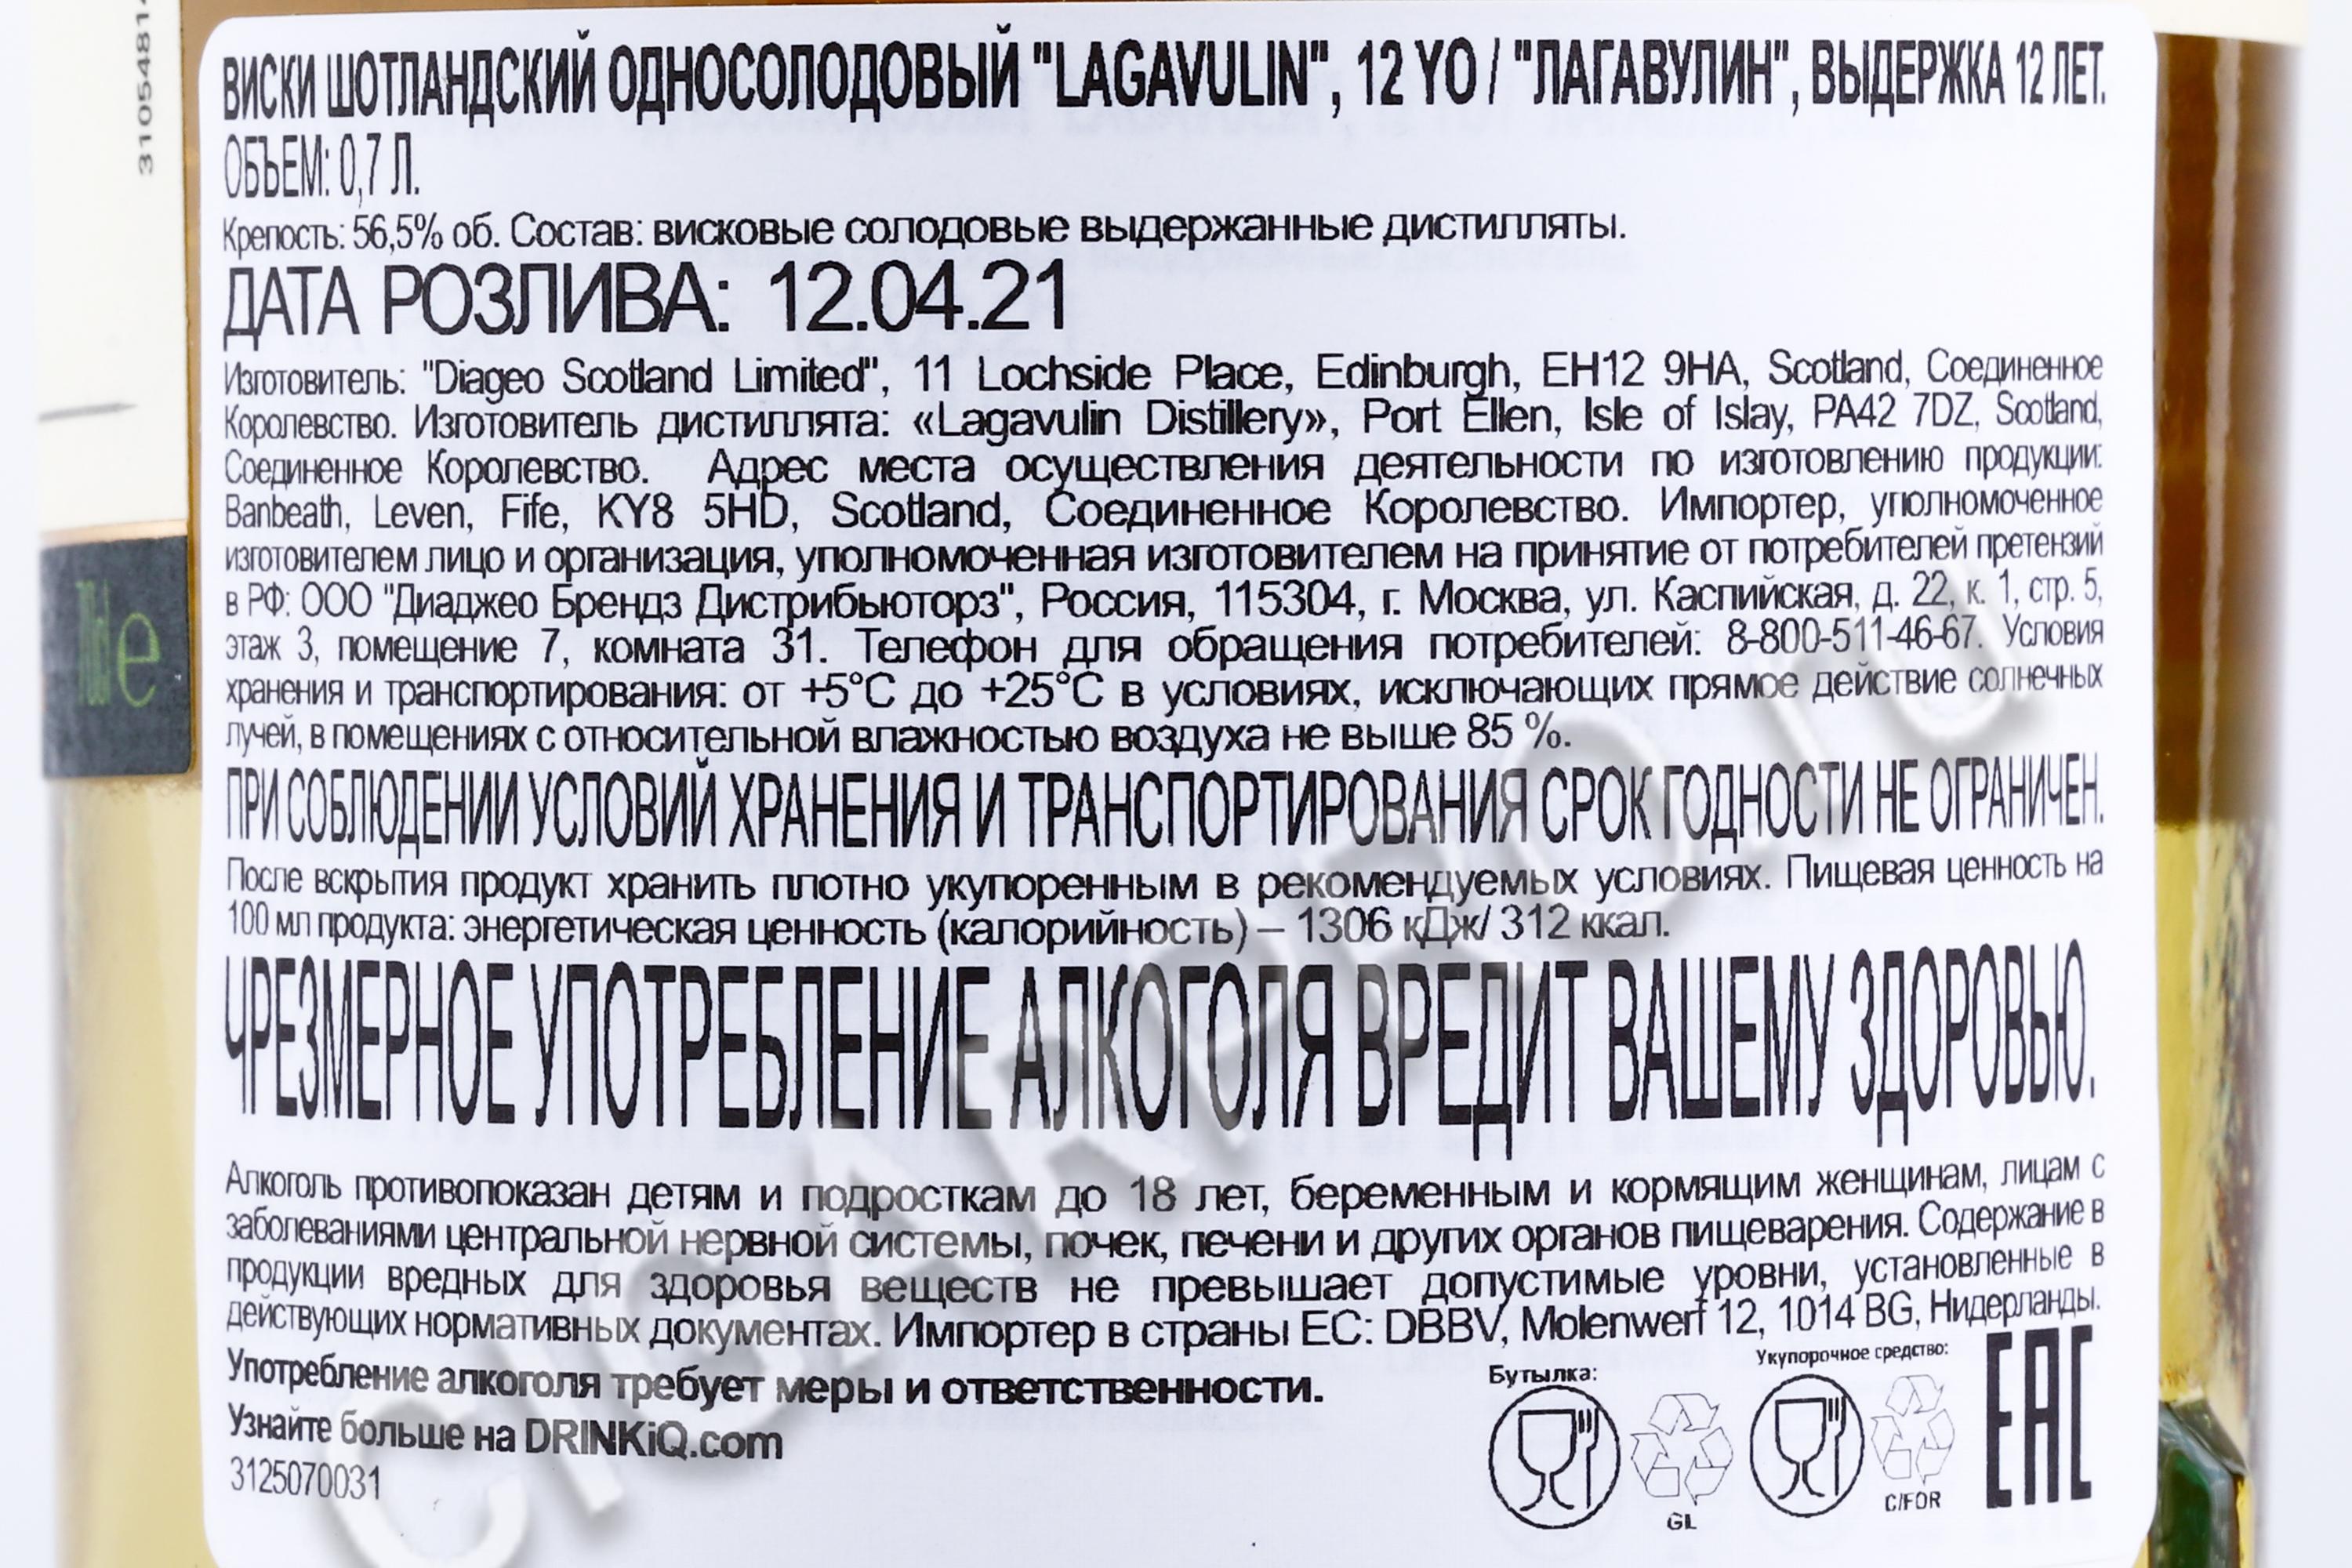 31054814
ВИСКИ ШОТЛАНДСКИЙ ОДНОСОЛОДОВЫЙ "LAGAVULIN", 12 YO / "ЛАГАВУЛИН", ВЫДЕРЖКА 12 ЛЕТ.
ОБЪЕМ: 0,7 Л.
Крепость: 56,5% об. Состав: висковые солодовые выдержанные дистилляты.
ДАТА РОЗЛИВА: 12.04.21
Изготовитель: "Diageo Scotland Limited", 11 Lochside Place, Edinburgh, EH12 9HA, Scotland, Соединенное
Королевство. Изготовитель дистиллята: «Lagavulin Distillery», Port Ellen, Isle of Islay, PA42 7DZ, Scotland,
Соединенное Королевство. Адрес места осуществления деятельности по изготовлению продукции:
Banbeath, Leven, Fife, KY8 5HD, Scotland, Соединенное Королевство. Импортер, уполномоченное
изготовителем лицо и организация, уполномоченная изготовителем на принятие от потребителей претензий
в РФ: ООО "Диаджео Брендз Дистрибьюторз", Россия, 115304, г. Москва, ул. Каспийская, д. 22, к. 1, стр. 5,
этаж 3, помещение 7, комната 31. Телефон для обращения потребителей: 8-800-511-46-67. Условия
хранения и транспортирования: от +5°С до +25°С в условиях, исключающих прямое действие солнечных
лучей, в помещениях с относительной влажностью воздуха не выше 85 %.
ПРИ СОБЛЮДЕНИИ УСЛОВИЙ ХРАНЕНИЯ И ТРАНСПОРТИРОВАНИЯ СРОК ГОДНОСТИ НЕ ОГРАНИЧЕН.
После вскрытия продукт хранить плотно укупоренным в рекомендуемых условиях. Пищевая ценность на
100 мл продукта: энергетическая ценность (калорийность) – 1306 кДж/ 312 ккал.
ЧРЕЗМЕРНОЕ УПОТРЕБЛЕНИЕ АЛКОГОЛЯ ВРЕДИТ ВАШЕМУ ЗДОРОВЬЮ.
Алкоголь противопоказан детям и подросткам до 18 лет, беременным и кормящим женщинам, лицам с
заболеваниями центральной нервной системы, почек, печени и других органов пищеварения. Содержание в
продукции вредных для здоровья веществ не превышает допустимые уровни, установленные в
действующих нормативных документах. Импортер в страны ЕС: DBBV, Molenwerf 12, 1014 BG, Нидерланды.
Употребление алкоголя требует меры и ответственности.
Узнайте больше на DRINKiQ.com
3125070031
Бутылка:
GL
Укупорочное средство:
C/FOR
EAC
CIGARPRO.ru